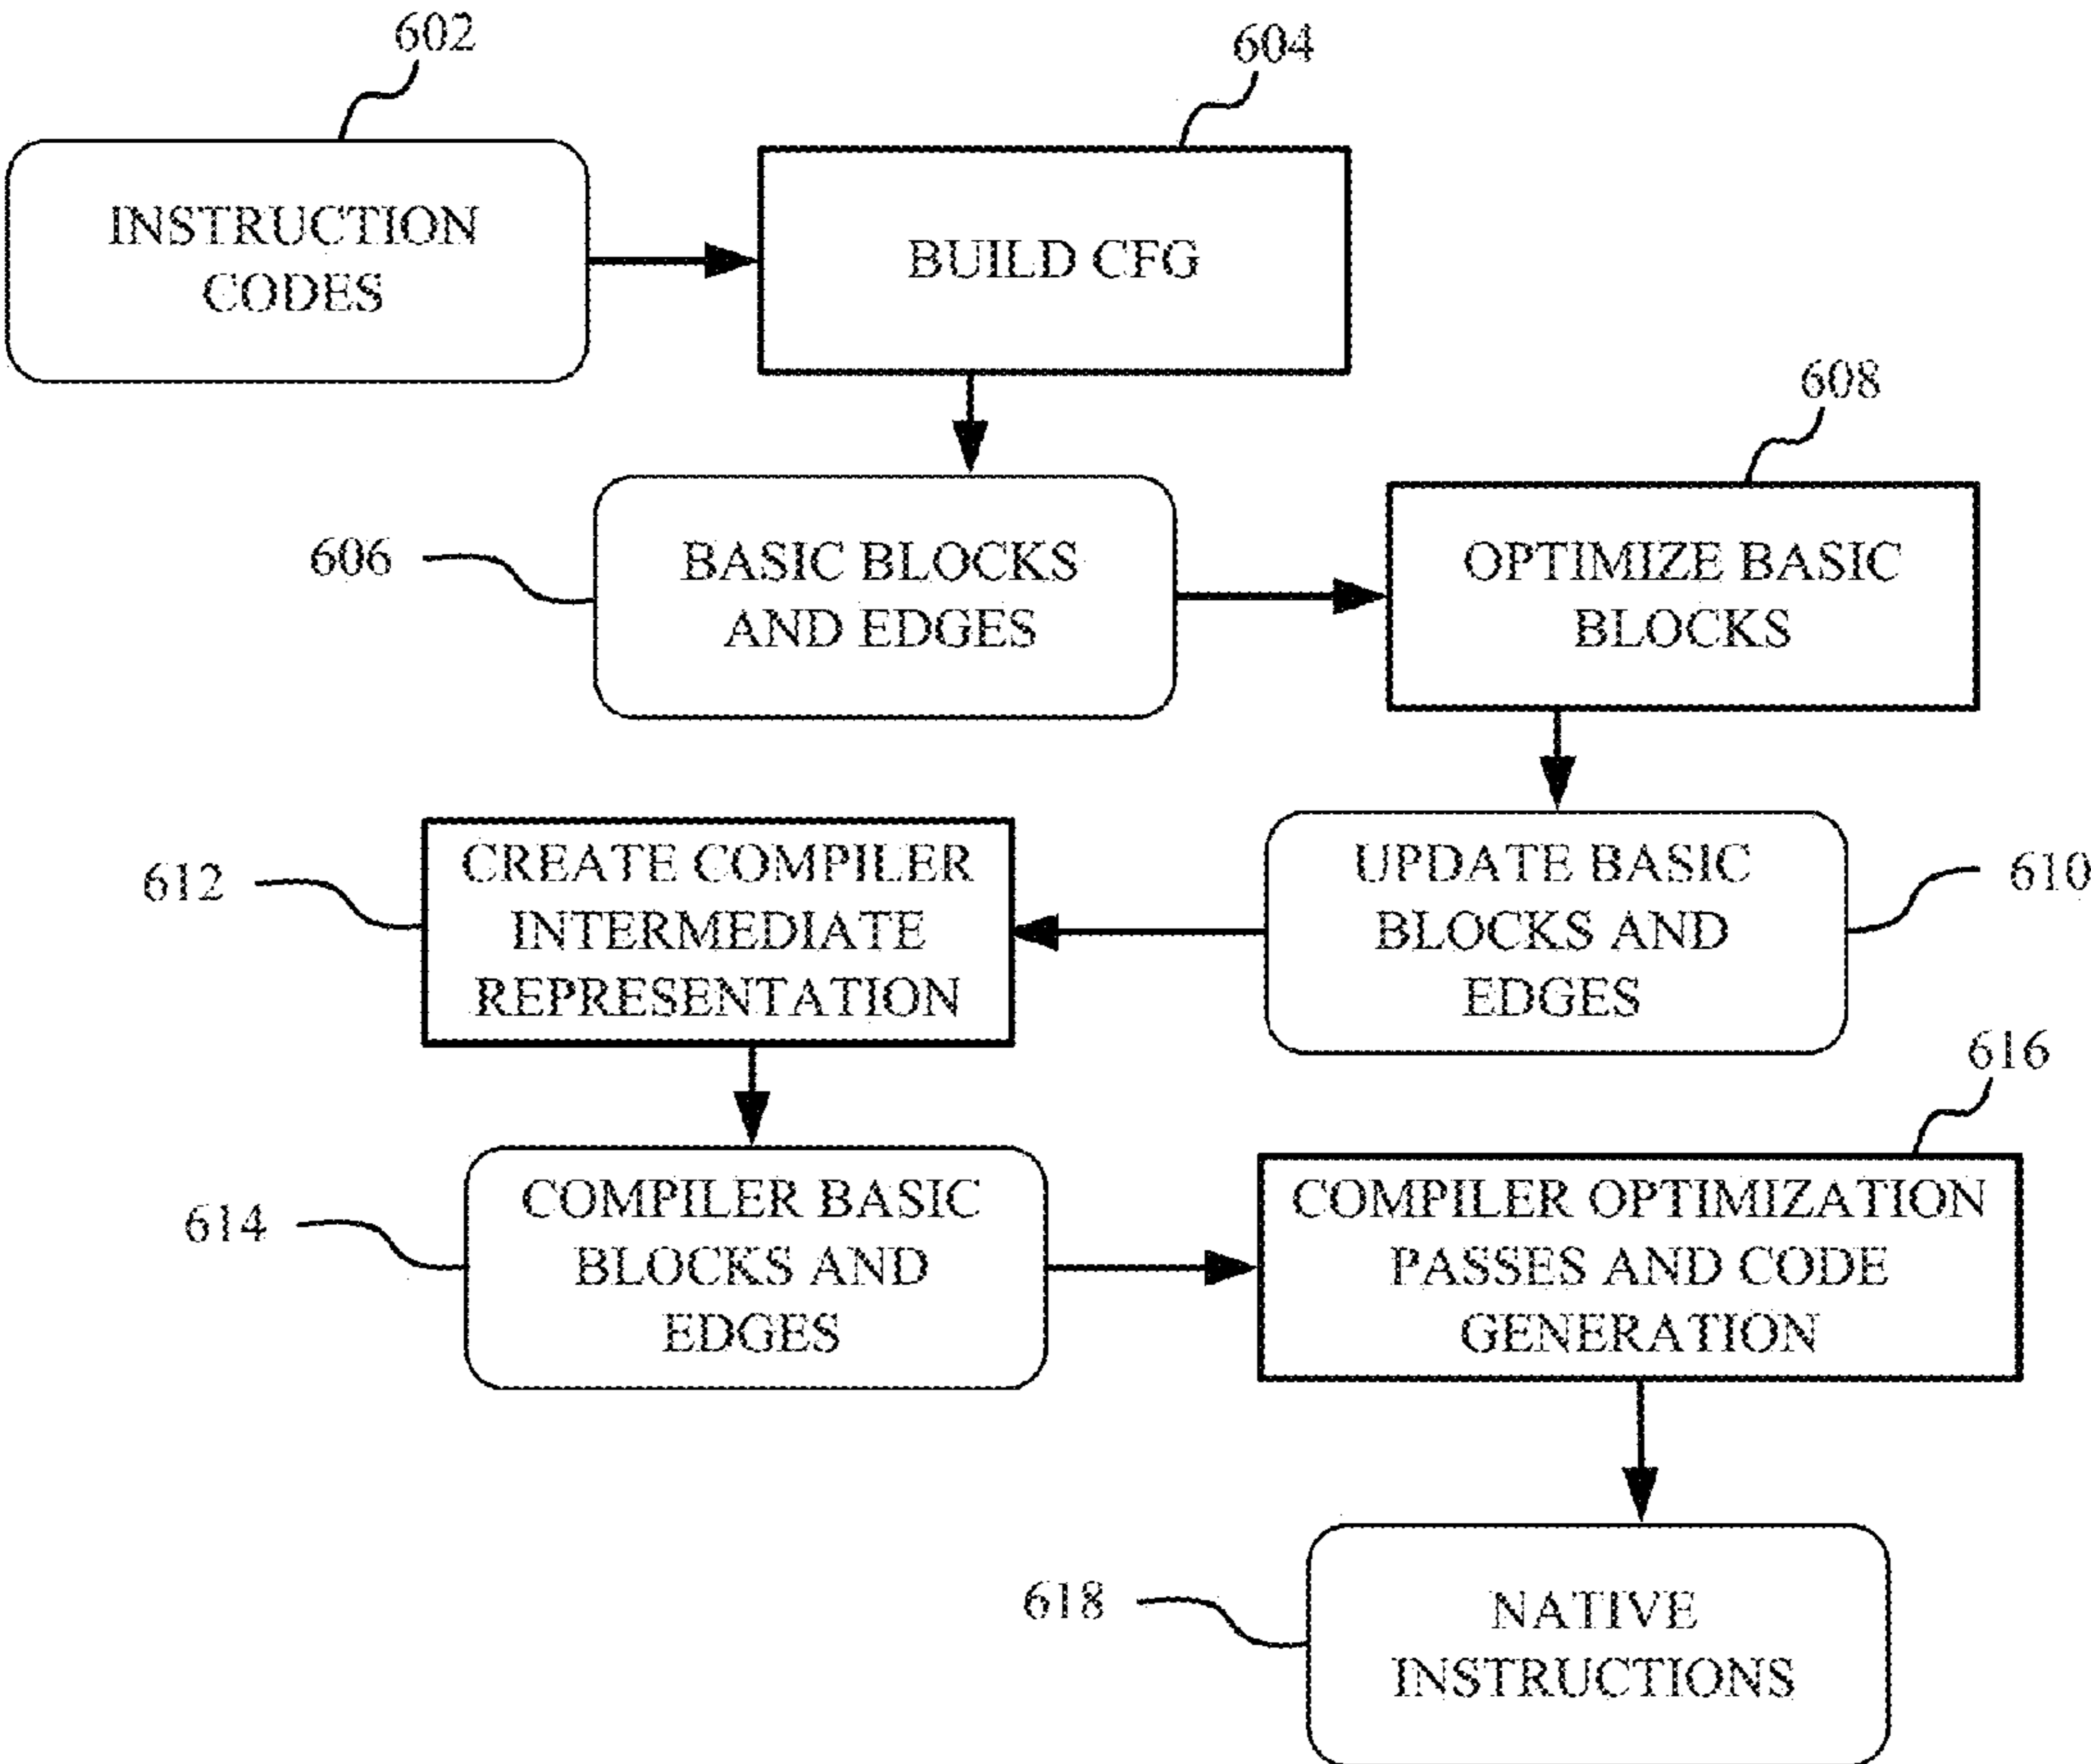 602
604
INSTRUCTION
CODES
BUILD CFG
608
606
BASIC BLOCKS
AND EDGES
OPTIMIZE BASIC
BLOCKS
612
CREATE COMPILER
INTERMEDIATE
REPRESENTATION
UPDATE BASIC
BLOCKS AND
EDGES
610
616
614
COMPILER BASIC
BLOCKS AND
EDGES
COMPILER OPTIMIZATION
PASSES AND CODE
GENERATION
618
NATIVE
INSTRUCTIONS